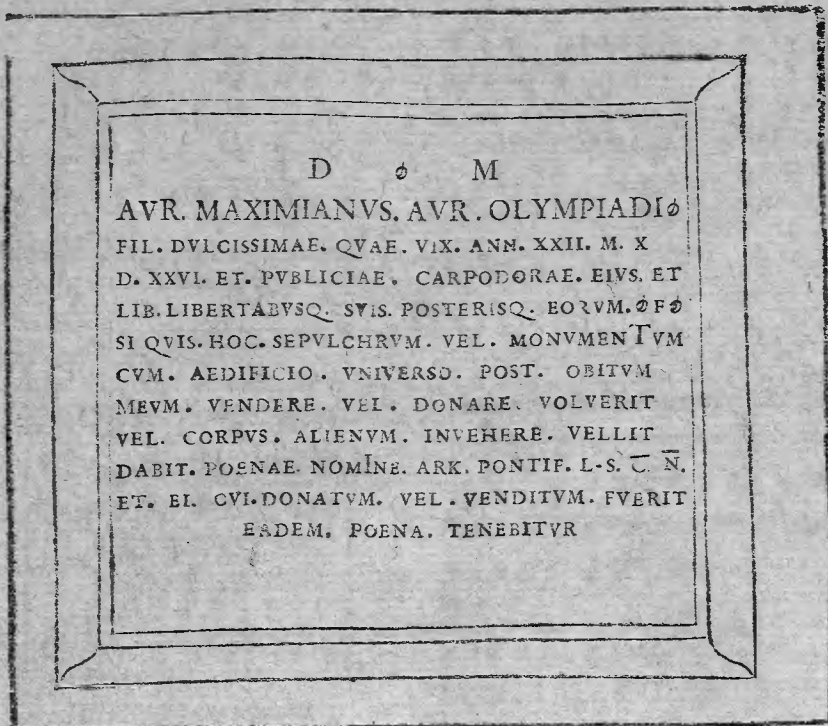 D ❦ M
AVR. MAXIMIANVS. AVR. OLYMPIADI❦
FIL. DVLCISSIMAE. QVAE. VIX. ANN. XXII. M. X
D. XXVI. ET. PVBLICIAE. CARPODORAE. EIVS. ET
LIB. LIBERTABVSQ. SVIS. POSTERISQ. EORVM.❦F❦
SI QVIS. HOC. SEPVLCHRVM. VEL. MONVMENTVM
CVM. AEDIFICIO. VNIVERSO. POST. OBITVM
MEVM. VENDERE. VEL. DONARE. VOLVERIT
VEL. CORPVS. ALIENVM. INVEHERE. VELLIT
DABIT. POENAE. NOMINE. ARK. PONTIF. L-S. C̅ N̅.
ET. EI. CVI. DONATVM. VEL. VENDITVM. FVERIT
EADEM. POENA. TENEBITVR